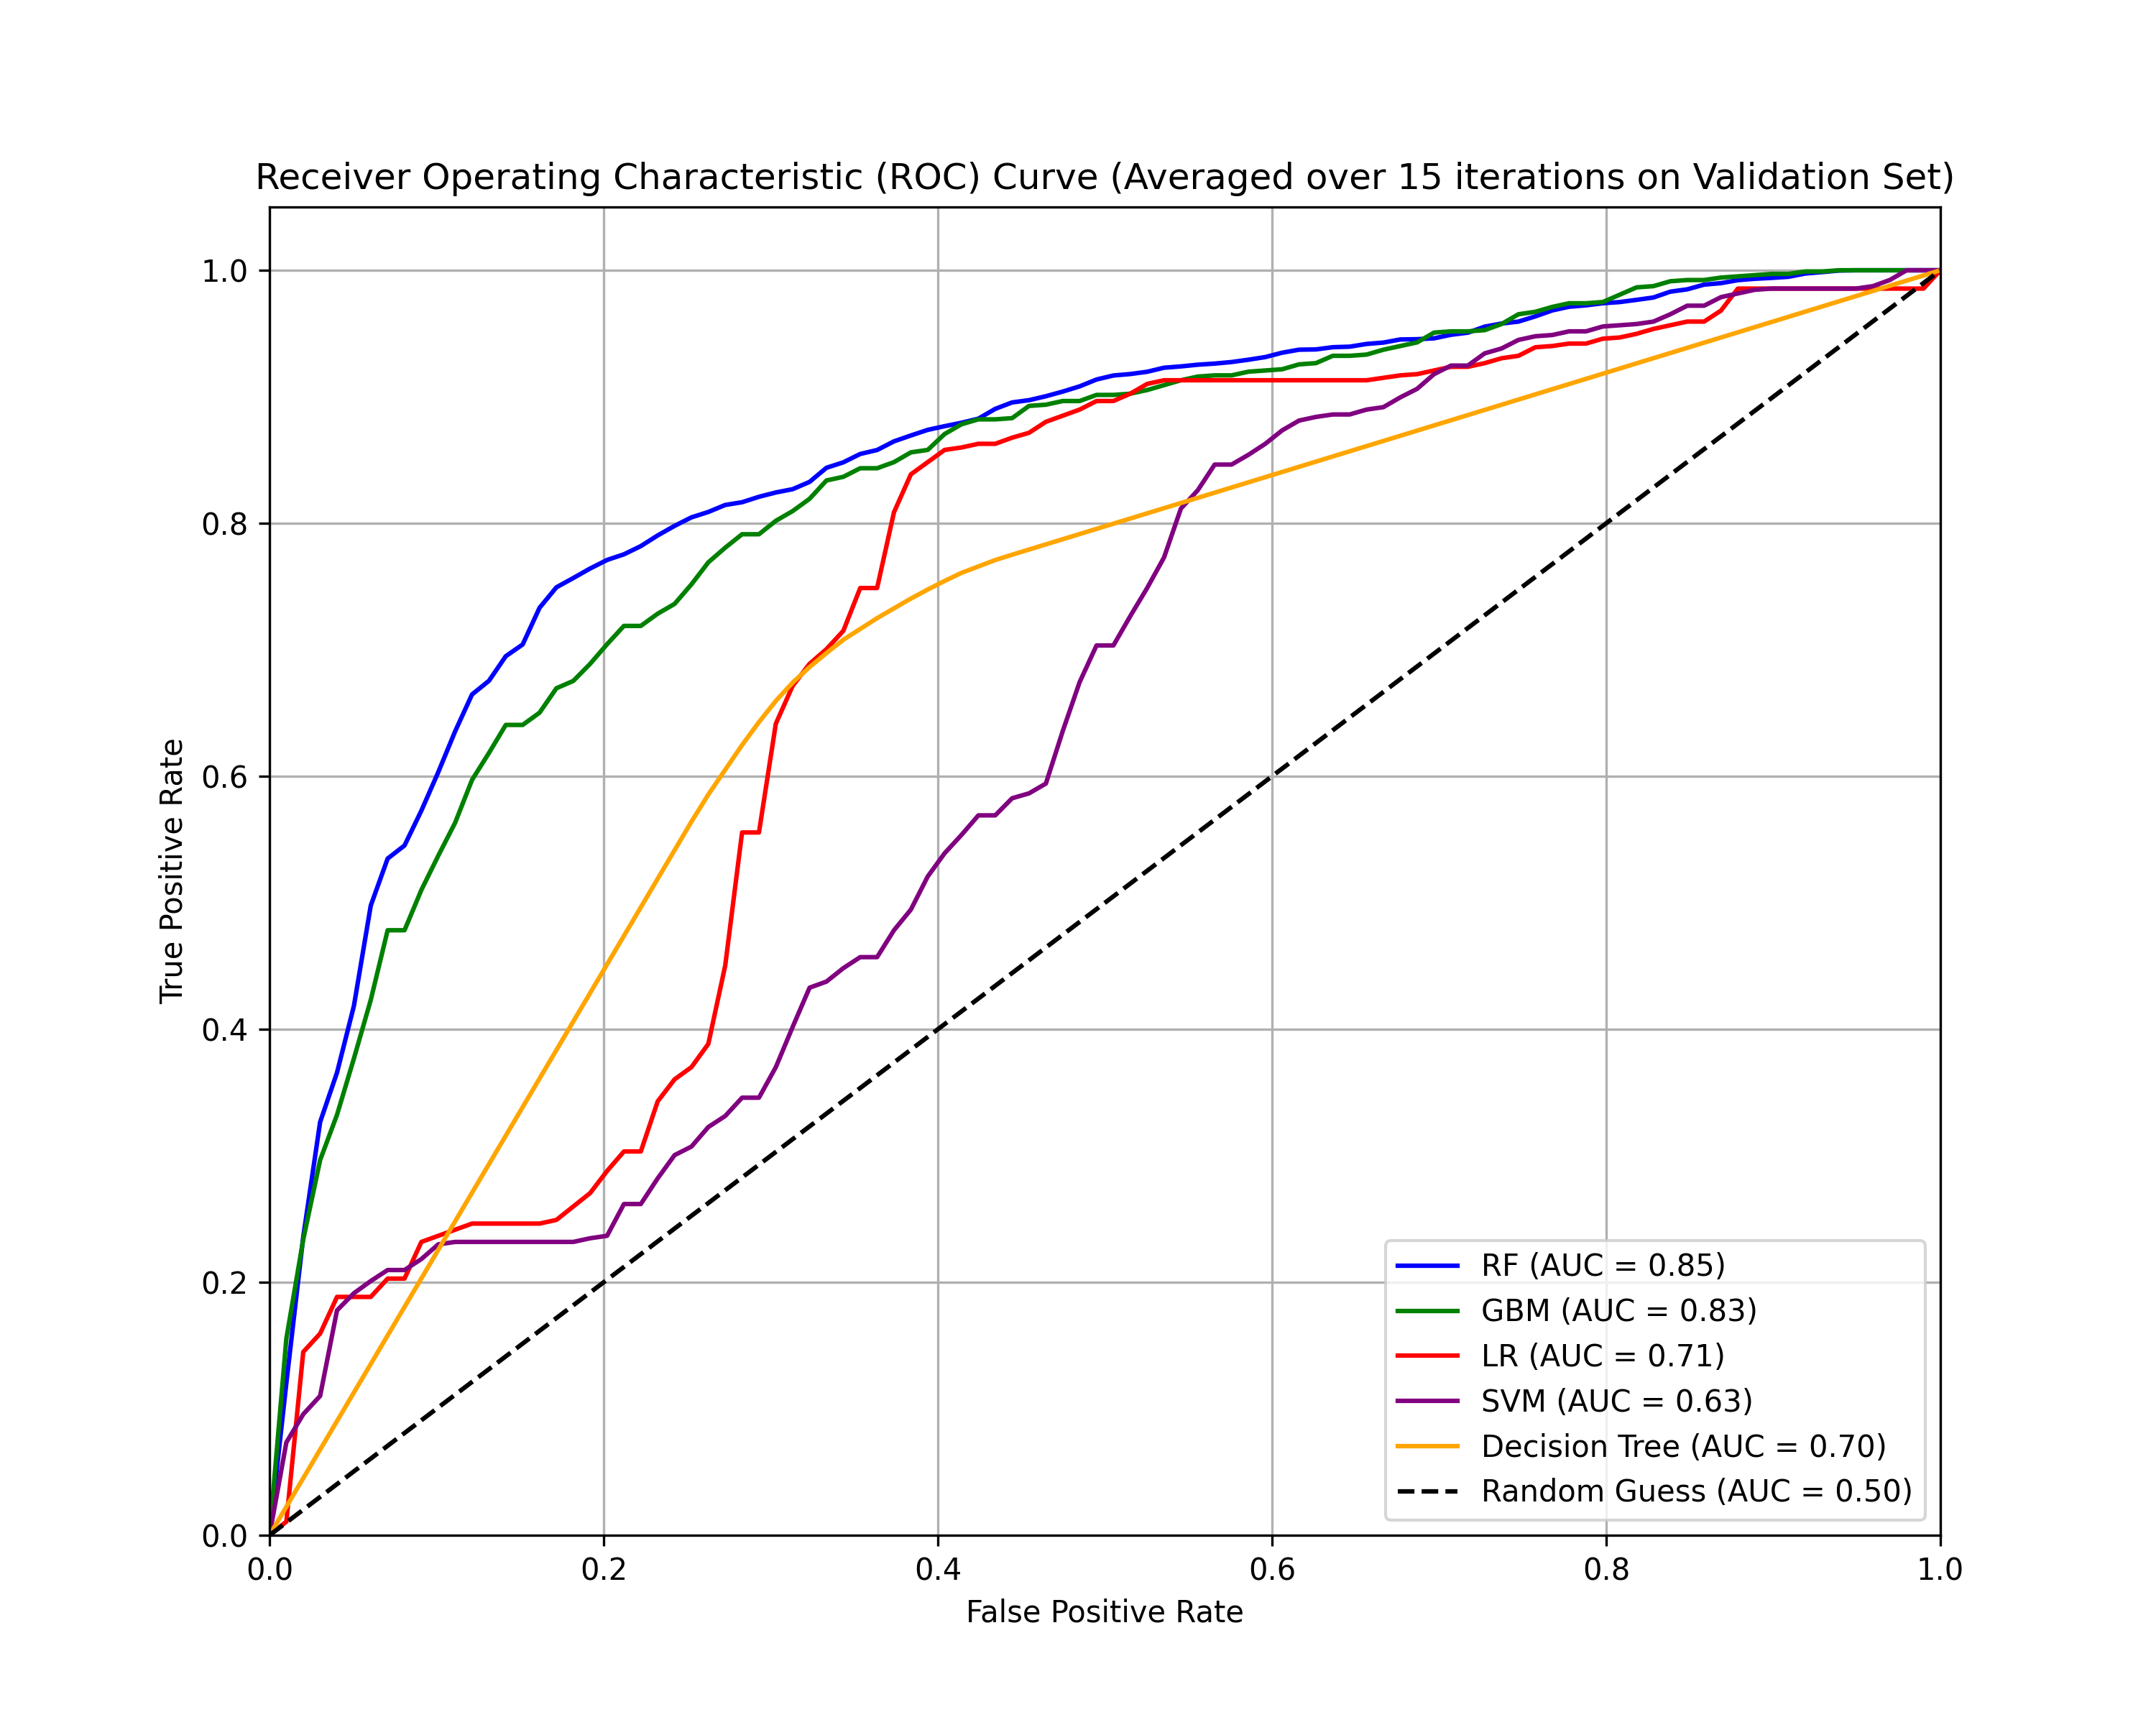 Receiver Operating Characteristic (ROC) Curve (Averaged over 15 iterations on Validation Set)
True Positive Rate
1.0
0.8
0.6
0.4
0.2
0.0
0.0 0.2 0.4 0.6 0.8 1.0
False Positive Rate
RF (AUC = 0.85)
GBM (AUC = 0.83)
LR (AUC = 0.71)
SVM (AUC = 0.63)
Decision Tree (AUC = 0.70)
Random Guess (AUC = 0.50)